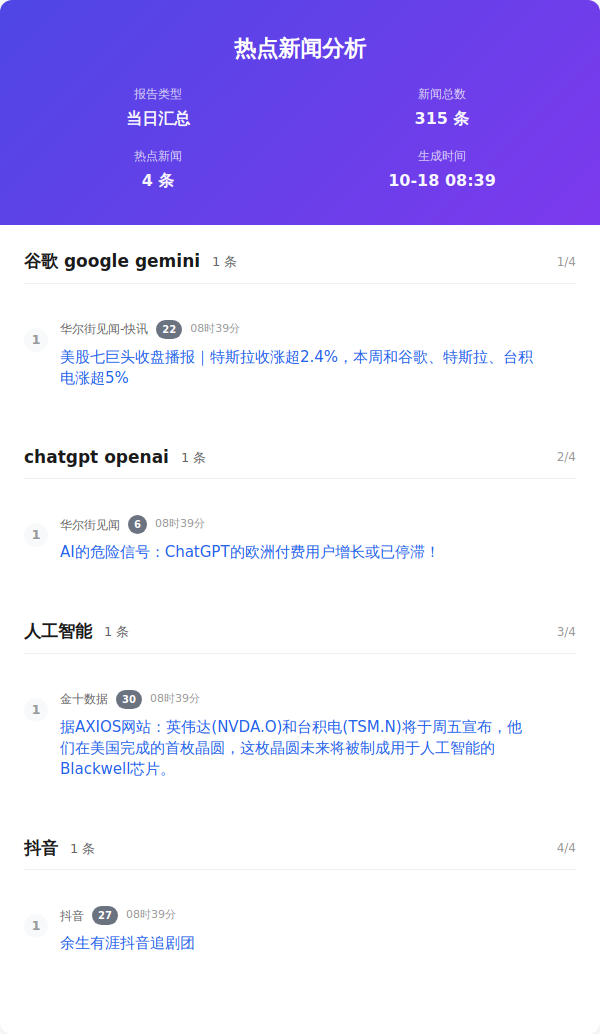 热点新闻分析
报告类型
当日汇总
新闻总数
315 条
热点新闻
4 条
生成时间
10-18 08:39
谷歌 google gemini 1 条 1/4
1 华尔街见闻-快讯 22 08时39分
美股七巨头收盘播报｜特斯拉收涨超2.4%，本周和谷歌、特斯拉、台积
电涨超5%
chatgpt openai 1 条 2/4
1 华尔街见闻 6 08时39分
AI的危险信号：ChatGPT的欧洲付费用户增长或已停滞！
人工智能 1 条 3/4
1 金十数据 30 08时39分
据AXIOS网站：英伟达(NVDA.O)和台积电(TSM.N)将于周五宣布，他
们在美国完成的首枚晶圆，这枚晶圆未来将被制成用于人工智能的
Blackwell芯片。
抖音 1 条 4/4
1 抖音 27 08时39分
余生有涯抖音追剧团